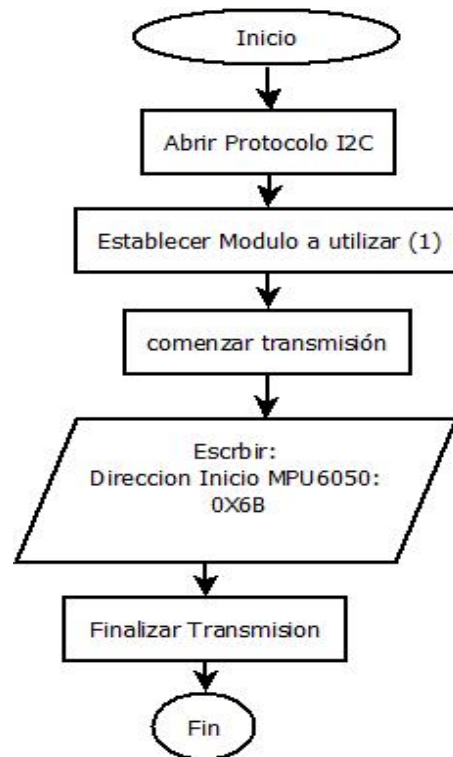 Inicio
Abrir Protocolo I2C
Establecer Modulo a utilizar (1)
comenzar transmisión
Escrbir:
Direccion Inicio MPU6050:
0X6B
Finalizar Transmision
Fin